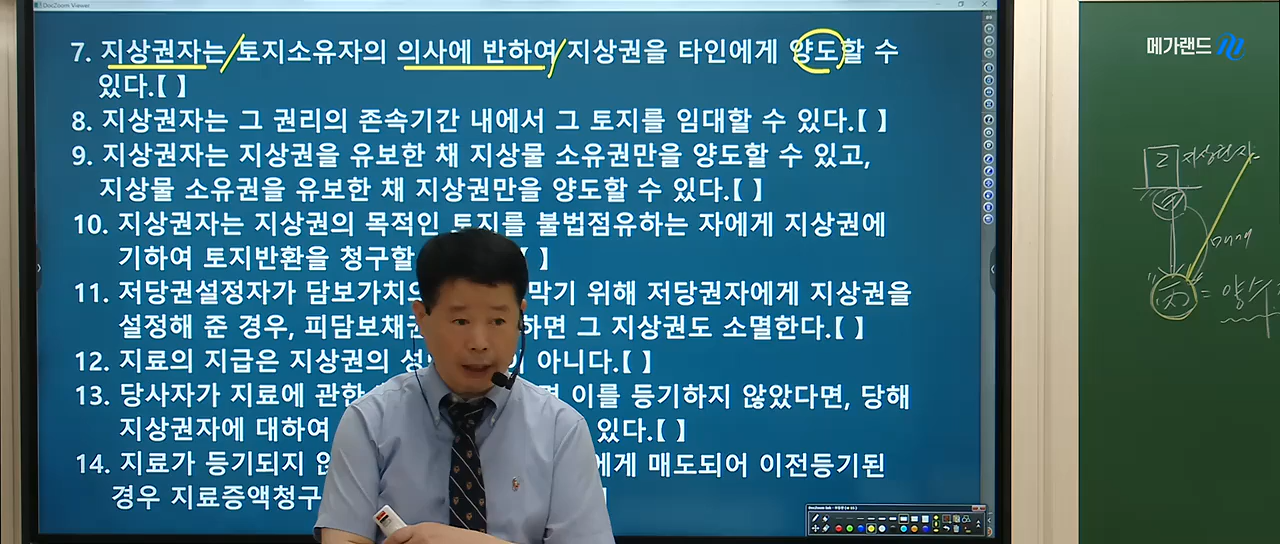 DocZoom Viewer
메가랜드
7. 지상권자는 토지소유자의 의사에 반하여 지상권을 타인에게 양도할 수
있다.【 】
8. 지상권자는 그 권리의 존속기간 내에서 그 토지를 임대할 수 있다.【 】
9. 지상권자는 지상권을 유보한 채 지상물 소유권만을 양도할 수 있고,
지상물 소유권을 유보한 채 지상권만을 양도할 수 있다.【 】
10. 지상권자는 지상권의 목적인 토지를 불법점유하는 자에게 지상권에
기하여 토지반환을 청구할 【 】
11. 저당권설정자가 담보가치의 막기 위해 저당권자에게 지상권을
설정해 준 경우, 피담보채권 하면 그 지상권도 소멸한다.【 】
12. 지료의 지급은 지상권의 성 이 아니다.【 】
13. 당사자가 지료에 관한 이를 등기하지 않았다면, 당해
지상권자에 대하여 있다.【 】
14. 지료가 등기되지 않 에게 매도되어 이전등기된
경우 지료증액청구
지상권자
매매
丙 = 양수